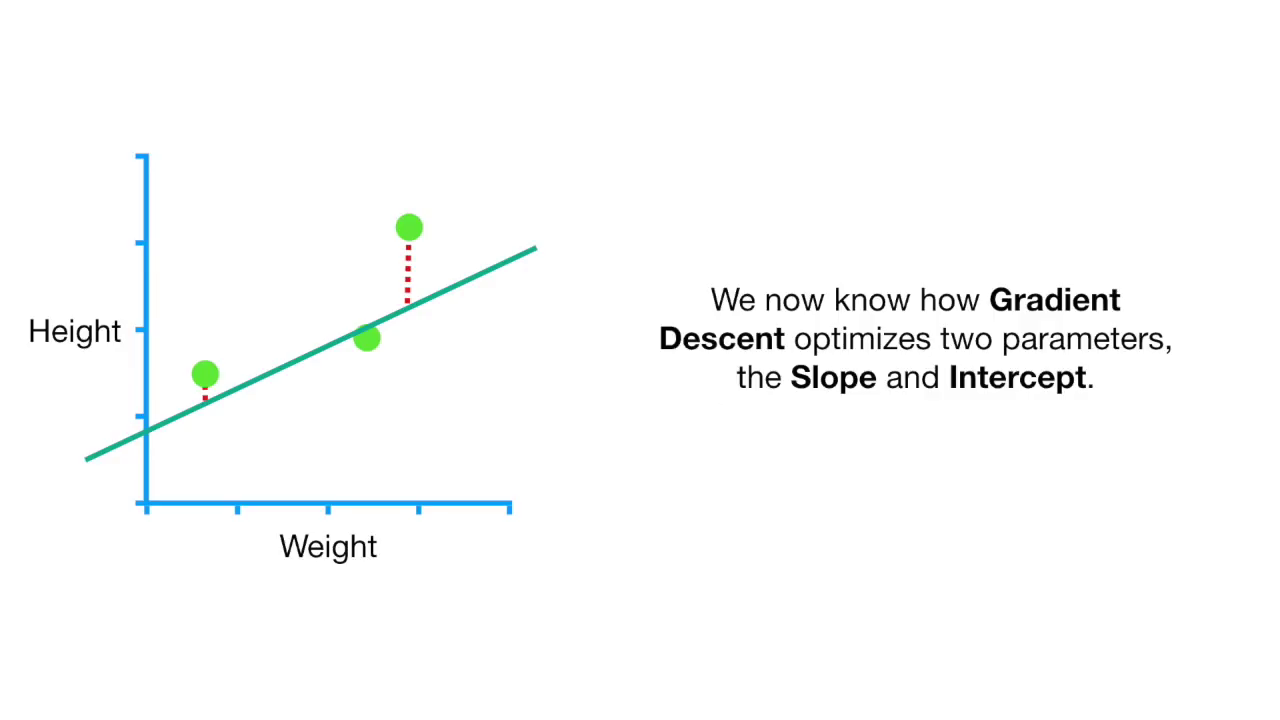 Height
Weight
We now know how Gradient
Descent optimizes two parameters,
the Slope and Intercept.